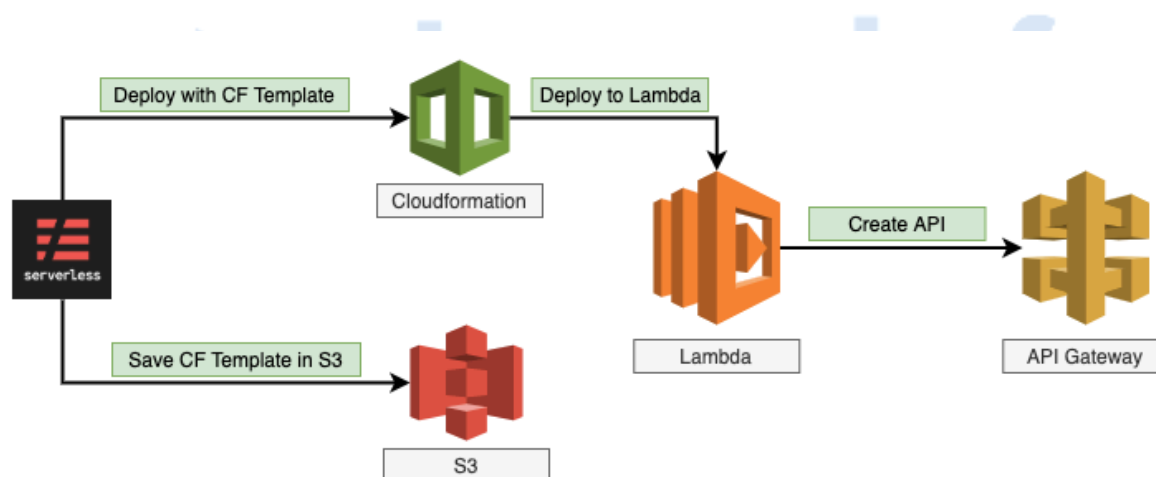 Deploy with CF Template
Deploy to Lambda
Cloudformation
serverless
Create API
Save CF Template in S3
Lambda
API Gateway
S3